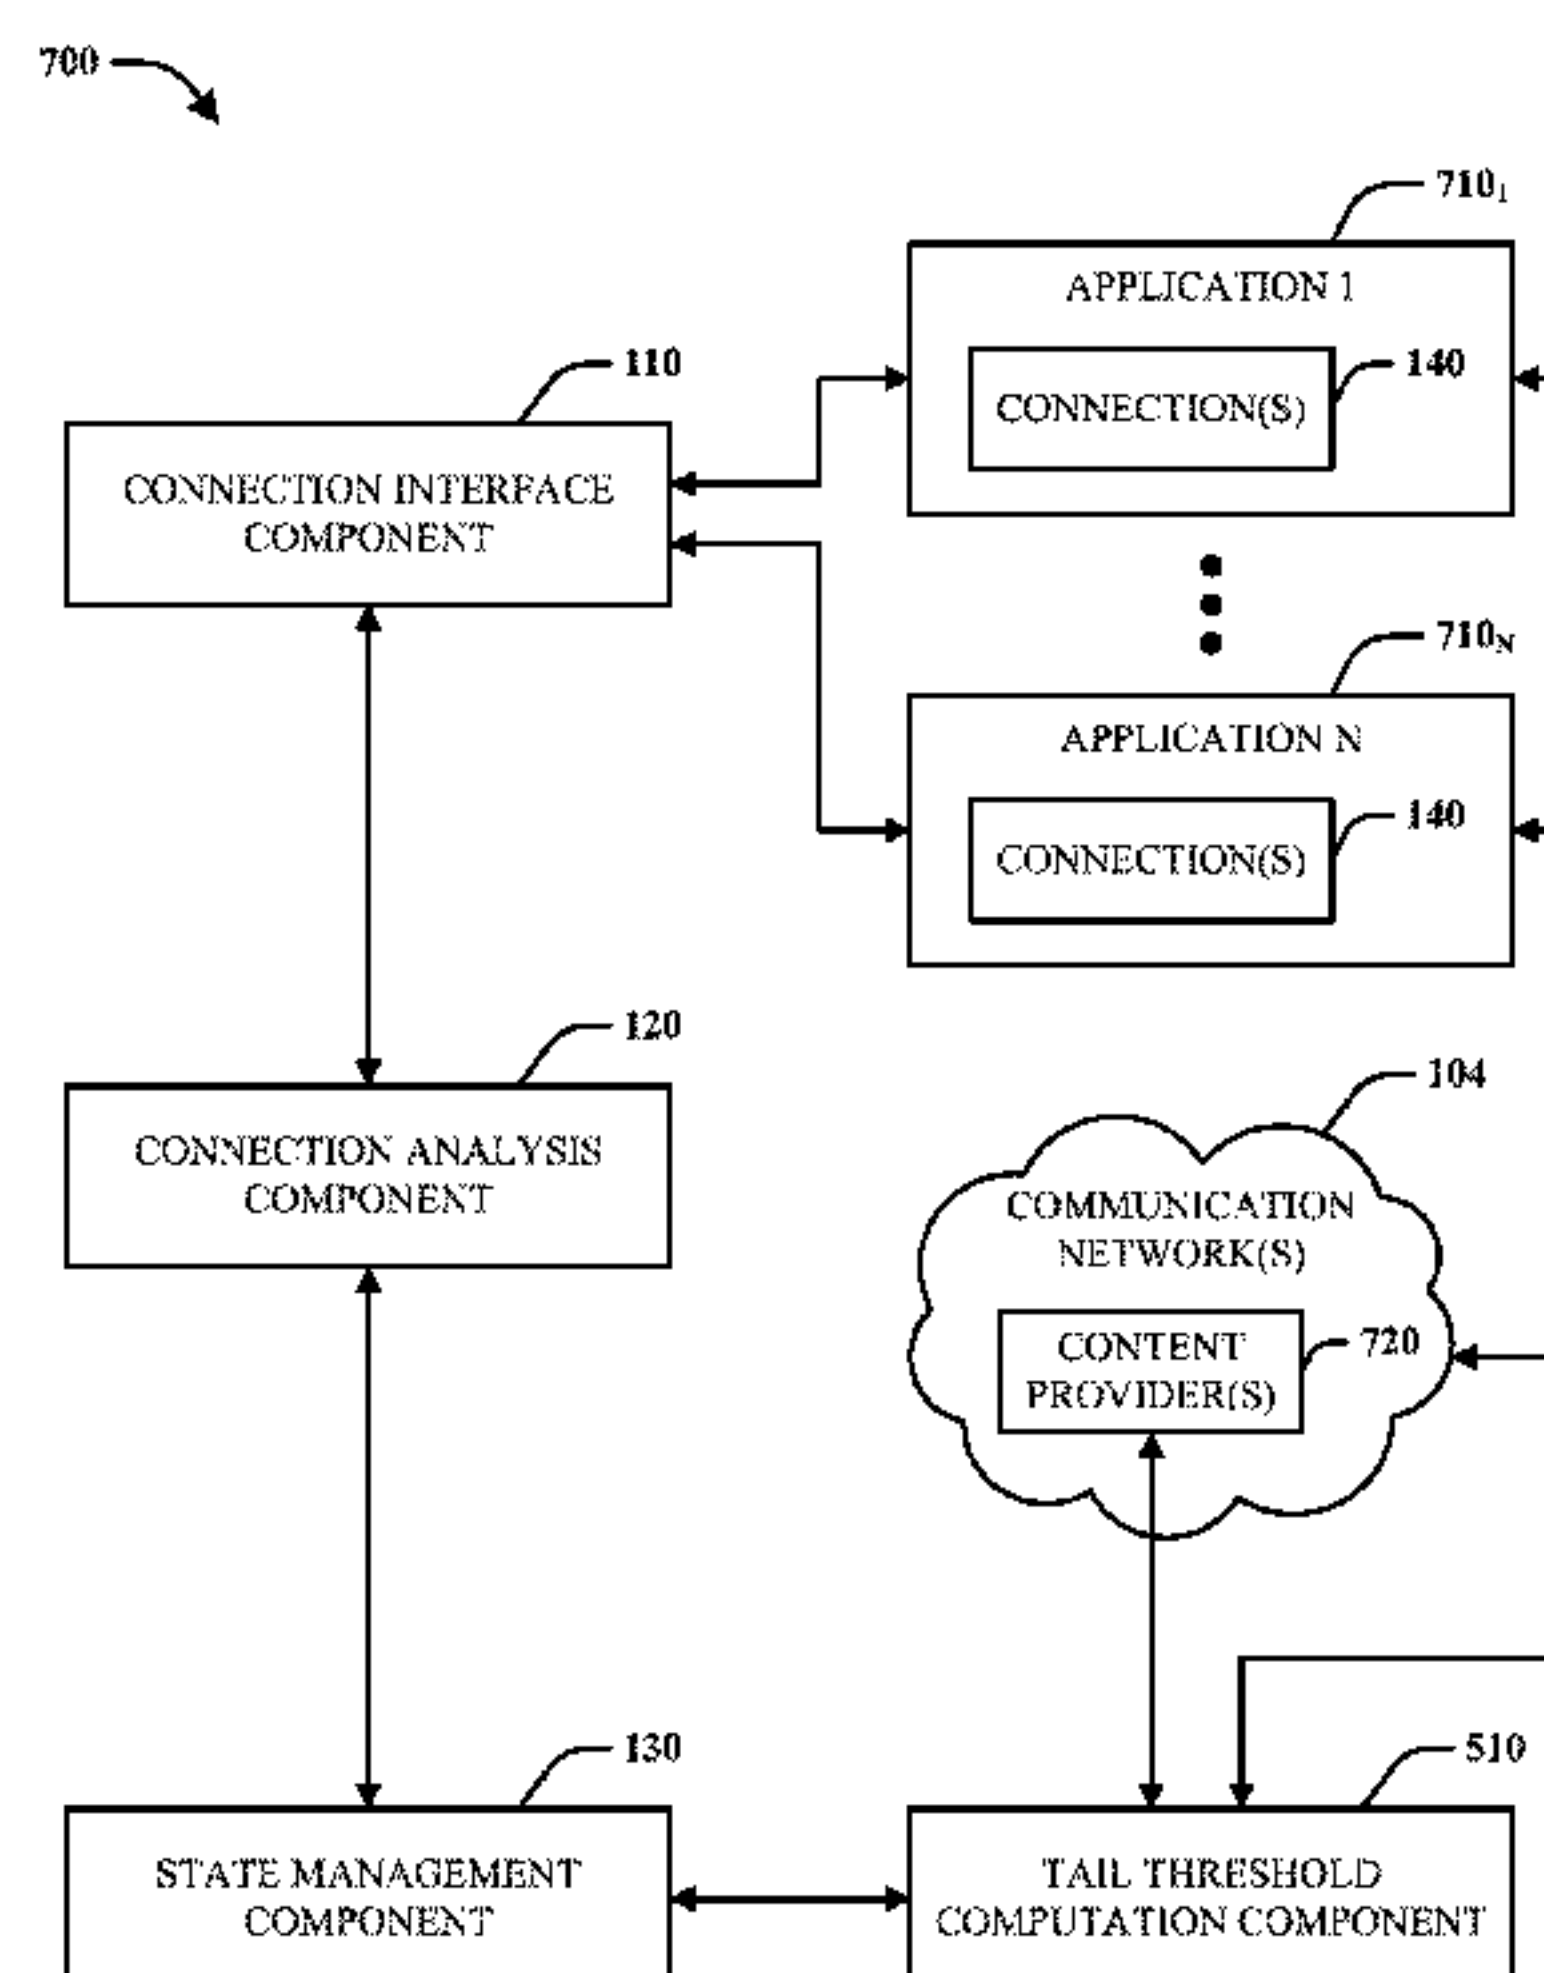 700
710₁
APPLICATION 1
110
140
CONNECTION(S)
CONNECTION INTERFACE
COMPONENT
710N
APPLICATION N
140
CONNECTION(S)
120
104
CONNECTION ANALYSIS
COMPONENT
COMMUNICATION
NETWORK(S)
720
CONTENT
PROVIDER(S)
130
510
STATE MANAGEMENT
COMPONENT
TAIL THRESHOLD
COMPUTATION COMPONENT